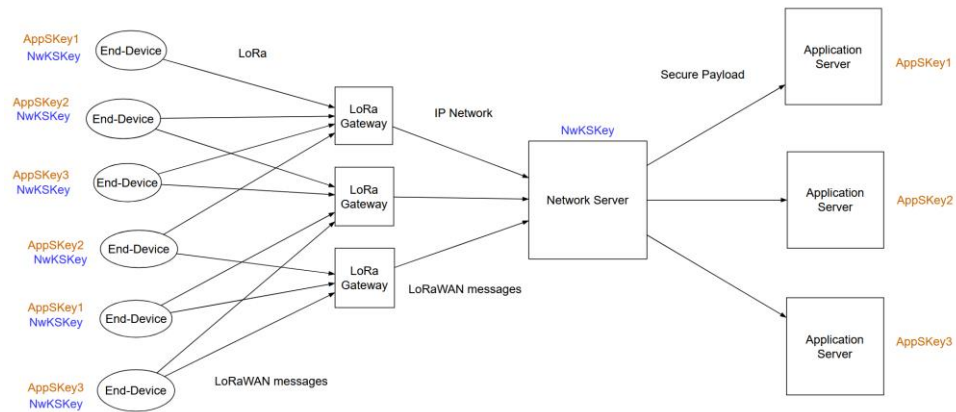 AppSKey1
NwKSKey
End-Device
LoRa
AppSKey2
NwKSKey
End-Device
AppSKey3
NwKSKey
End-Device
AppSKey2
NwKSKey
End-Device
AppSKey1
NwKSKey
End-Device
AppSKey3
NwKSKey
End-Device
LoRaWAN messages
LoRa
Gateway
LoRa
Gateway
LoRa
Gateway
IP Network
LoRaWAN messages
NwKSKey
Network Server
Secure Payload
Application
Server
AppSKey1
Application
Server
AppSKey2
Application
Server
AppSKey3